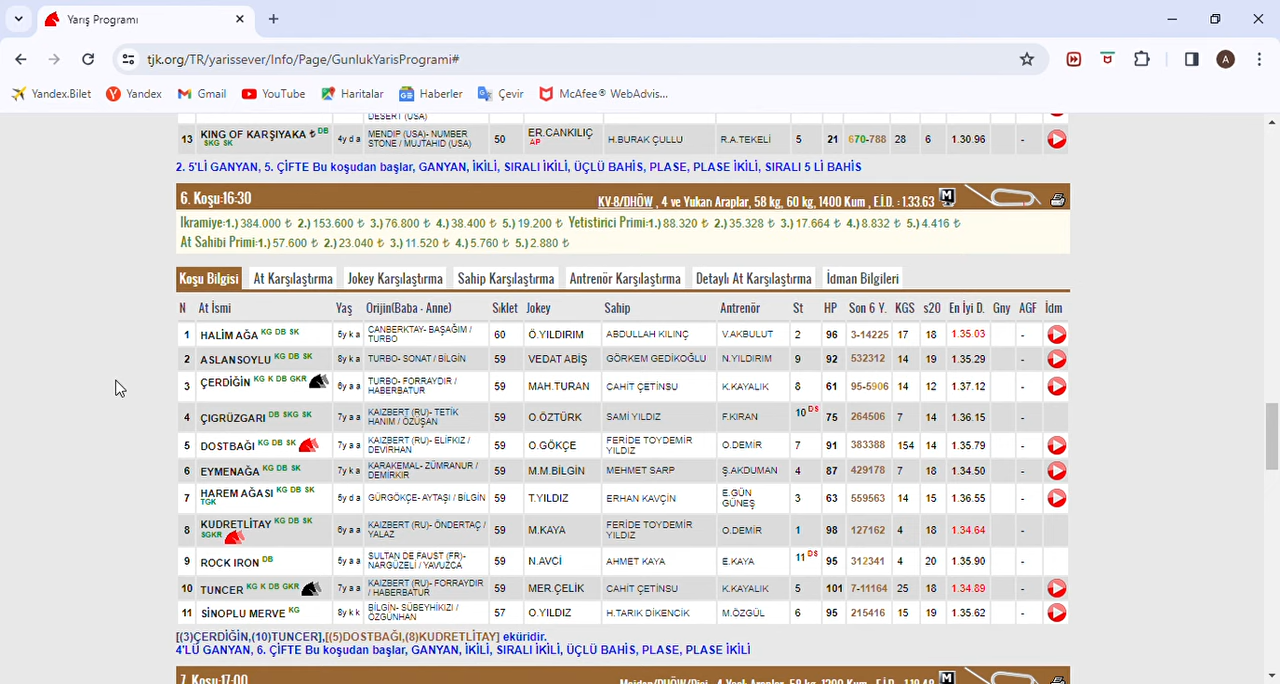 Yarış Programı
tjk.org/TR/yarissever/Info/Page/GunlukYarisProgrami#
A
Yandex.Bilet Yandex Gmail YouTube Haritalar Haberler Çevir McAfee® WebAdvis...
DESERT (USA)
13 KING OF KARŞIYAKA ₺ DB SKG SK 4y d a MENDIP (USA)- NUMBER STONE / MUJTAHID (USA) 50 ER.CANKILIÇ AP H.BURAK ÇULLU R.A.TEKELİ 5 21 670-788 28 6 1.30.96 -
2. 5'Lİ GANYAN, 5. ÇİFTE Bu koşudan başlar, GANYAN, İKİLİ, SIRALI İKİLİ, ÜÇLÜ BAHİS, PLASE, PLASE İKİLİ, SIRALI 5 Lİ BAHİS
6. Koşu:16:30 KV-8/DHÖW , 4 ve Yukarı Araplar, 58 kg, 60 kg, 1400 Kum , E.İ.D. : 1.33.63 M
İkramiye:1.) 384.000 ₺ 2.) 153.600 ₺ 3.) 76.800 ₺ 4.) 38.400 ₺ 5.) 19.200 ₺ Yetistirici Primi:1.) 88.320 ₺ 2.) 35.328 ₺ 3.) 17.664 ₺ 4.) 8.832 ₺ 5.) 4.416 ₺
At Sahibi Primi:1.) 57.600 ₺ 2.) 23.040 ₺ 3.) 11.520 ₺ 4.) 5.760 ₺ 5.) 2.880 ₺
Koşu Bilgisi At Karşılaştırma Jokey Karşılaştırma Sahip Karşılaştırma Antrenör Karşılaştırma Detaylı At Karşılaştırma İdman Bilgileri
N At İsmi Yaş Orijin(Baba - Anne) Sıklet Jokey Sahip Antrenör St HP Son 6 Y. KGS s20 En İyi D. Gny AGF İdm
1 HALİM AĞA KG DB SK 5y k a CANBERKTAY- BAŞAĞIM / TURBO 60 Ö.YILDIRIM ABDULLAH KILINÇ V.AKBULUT 2 96 3-14225 17 18 1.35.03 -
2 ASLANSOYLU KG DB SK 8y k a TURBO- SONAT / BİLGİN 59 VEDAT ABİŞ GÖRKEM GEDİKOĞLU N.YILDIRIM 9 92 532312 14 19 1.35.29 -
3 ÇERDİĞİN KG K DB GKR 6y a a TURBO- FORRAYDIR / HABERBATUR 59 MAH.TURAN CAHİT ÇETİNSU K.KAYALIK 8 61 95-5906 14 12 1.37.12 -
4 ÇIGRÜZGARI DB SKG SK 7y a a KAIZBERT (RU)- TETİK HANIM / ÖZÜŞAN 59 O.ÖZTÜRK SAMİ YILDIZ F.KIRAN 10 DS 75 264506 7 14 1.36.15 -
5 DOSTBAĞI KG DB SK 7y a a KAIZBERT (RU)- ELİFKIZ / DEVİRHAN 59 O.GÖKÇE FERİDE TOYDEMİR YILDIZ O.DEMİR 7 91 383388 154 14 1.35.79 -
6 EYMENAĞA KG DB SK 7y k a KARAKEMAL- ZÜMRANUR / DEMİRKIR 59 M.M.BİLGİN MEHMET SARP Ş.AKDUMAN 4 87 429178 7 18 1.34.50 -
7 HAREM AĞASI KG DB SK TGK 5y d a GÜRGÖKÇE- AYTAŞI / BİLGİN 59 T.YILDIZ ERHAN KAVÇİN E.GÜN GÜNEŞ 3 63 559563 14 15 1.36.55 -
8 KUDRETLİTAY KG DB SK SGKR 6y a a KAIZBERT (RU)- ÖNDERTAÇ / YALAZ 59 M.KAYA FERİDE TOYDEMİR YILDIZ O.DEMİR 1 98 127162 4 18 1.34.64 -
9 ROCK IRON DB 5y a a SULTAN DE FAUST (FR)- NARGÜZELİ / YAVUZCA 59 N.AVCİ AHMET KAYA E.KAYA 11 DS 95 312341 4 20 1.35.90 -
10 TUNCER KG K DB GKR 7y a a KAIZBERT (RU)- FORRAYDIR / HABERBATUR 59 MER.ÇELİK CAHİT ÇETİNSU K.KAYALIK 5 101 7-11164 25 18 1.34.89 -
11 SİNOPLU MERVE KG 8y k k BİLGİN- SÜBEYHİKIZI / ÖZGÜNHAN 57 O.YILDIZ H.TARIK DİKENCİK M.ÖZGÜL 6 95 215416 15 19 1.35.62 -
[(3)ÇERDİĞİN,(10)TUNCER],[(5)DOSTBAĞI,(8)KUDRETLİTAY] eküridir.
4'LÜ GANYAN, 6. ÇİFTE Bu koşudan başlar, GANYAN, İKİLİ, SIRALI İKİLİ, ÜÇLÜ BAHİS, PLASE, PLASE İKİLİ
7. Koşu:17:00